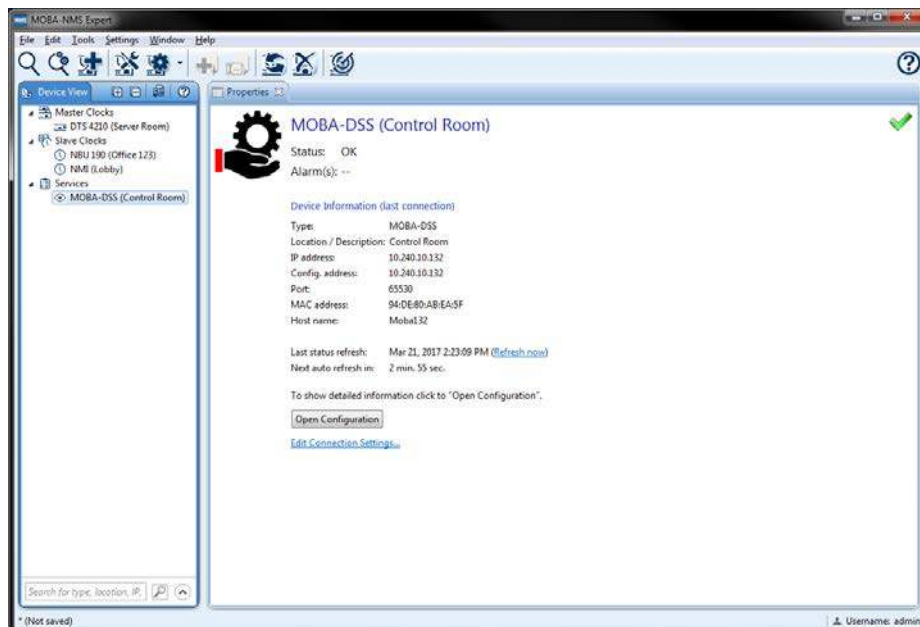 MOBA-NMS Expert
File Edit Tools Settings Window Help
Device View
Properties
Master Clocks
DTS 4210 (Server Room)
Slave Clocks
NBU 190 (Office 123)
NMI (Lobby)
Services
MOBA-DSS (Control Room)
MOBA-DSS (Control Room)
Status: OK
Alarm(s): --
Device Information (last connection)
Type: MOBA-DSS
Location / Description: Control Room
IP address: 10.240.10.132
Config. address: 10.240.10.132
Port: 65530
MAC address: 94:DE:80:AB:EA:5F
Host name: Moba132
Last status refresh: Mar 21, 2017 2:23:09 PM (Refresh now)
Next auto refresh in: 2 min. 55 sec.
To show detailed information click to "Open Configuration".
Open Configuration
Edit Connection Settings...
Search for type, location, IP,
* (Not saved)
Username: admin